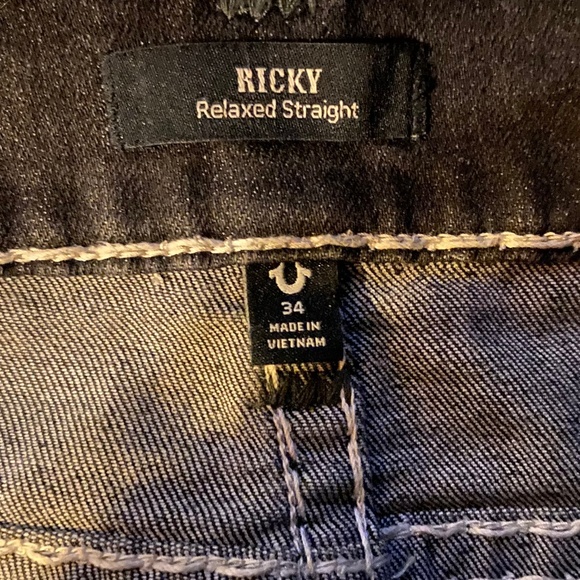 RICKY
Relaxed Straight
34
MADE IN
VIETNAM